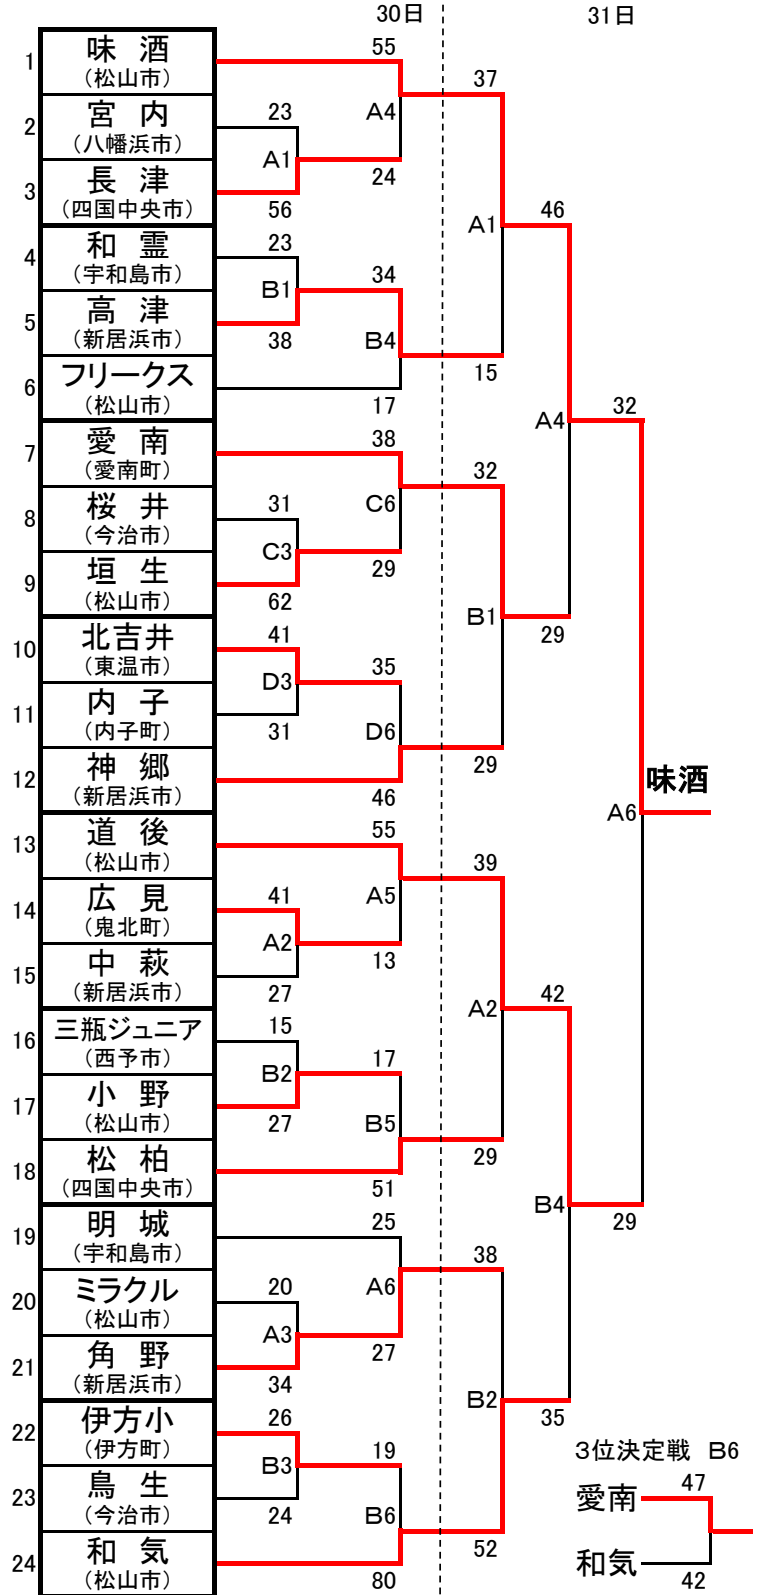 30日
31日
1
味 酒
(松山市)
55
37
2
宮 内
(八幡浜市)
23
A4
A1
3
長 津
(四国中央市)
56
24
A1
46
4
和 霊
(宇和島市)
23
B1
34
5
高 津
(新居浜市)
38
B4
15
6
フリークス
(松山市)
17
A4
32
7
愛 南
(愛南町)
38
32
8
桜 井
(今治市)
31
C6
C3
9
垣 生
(松山市)
62
29
B1
29
10
北吉井
(東温市)
41
D3
35
11
内 子
(内子町)
31
D6
29
12
神 郷
(新居浜市)
46
味酒
A6
13
道 後
(松山市)
55
39
14
広 見
(鬼北町)
41
A5
A2
13
15
中 萩
(新居浜市)
27
A2
42
16
三瓶ジュニア
(西予市)
15
B2
17
17
小 野
(松山市)
27
B5
29
18
松 柏
(四国中央市)
51
B4
29
19
明 城
(宇和島市)
25
38
20
ミラクル
(松山市)
20
A6
A3
27
21
角 野
(新居浜市)
34
B2
35
22
伊方小
(伊方町)
26
B3
19
23
鳥 生
(今治市)
24
B6
52
24
和 気
(松山市)
80
3位決定戦 B6
愛南
47
和気
42